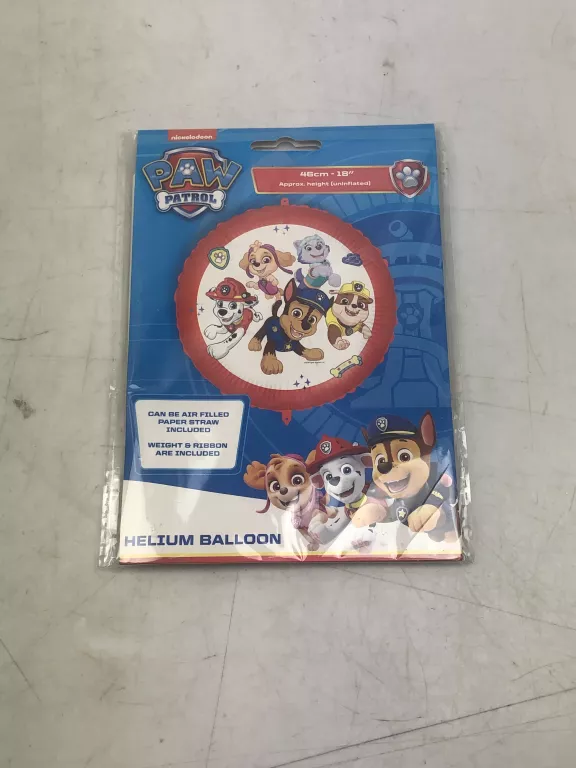 nickelodeon
PAW
PATROL
46cm - 18"
Approx. height (uninflated)
CAN BE AIR FILLED
PAPER STRAW
INCLUDED
WEIGHT & RIBBON
ARE INCLUDED
HELIUM BALLOON